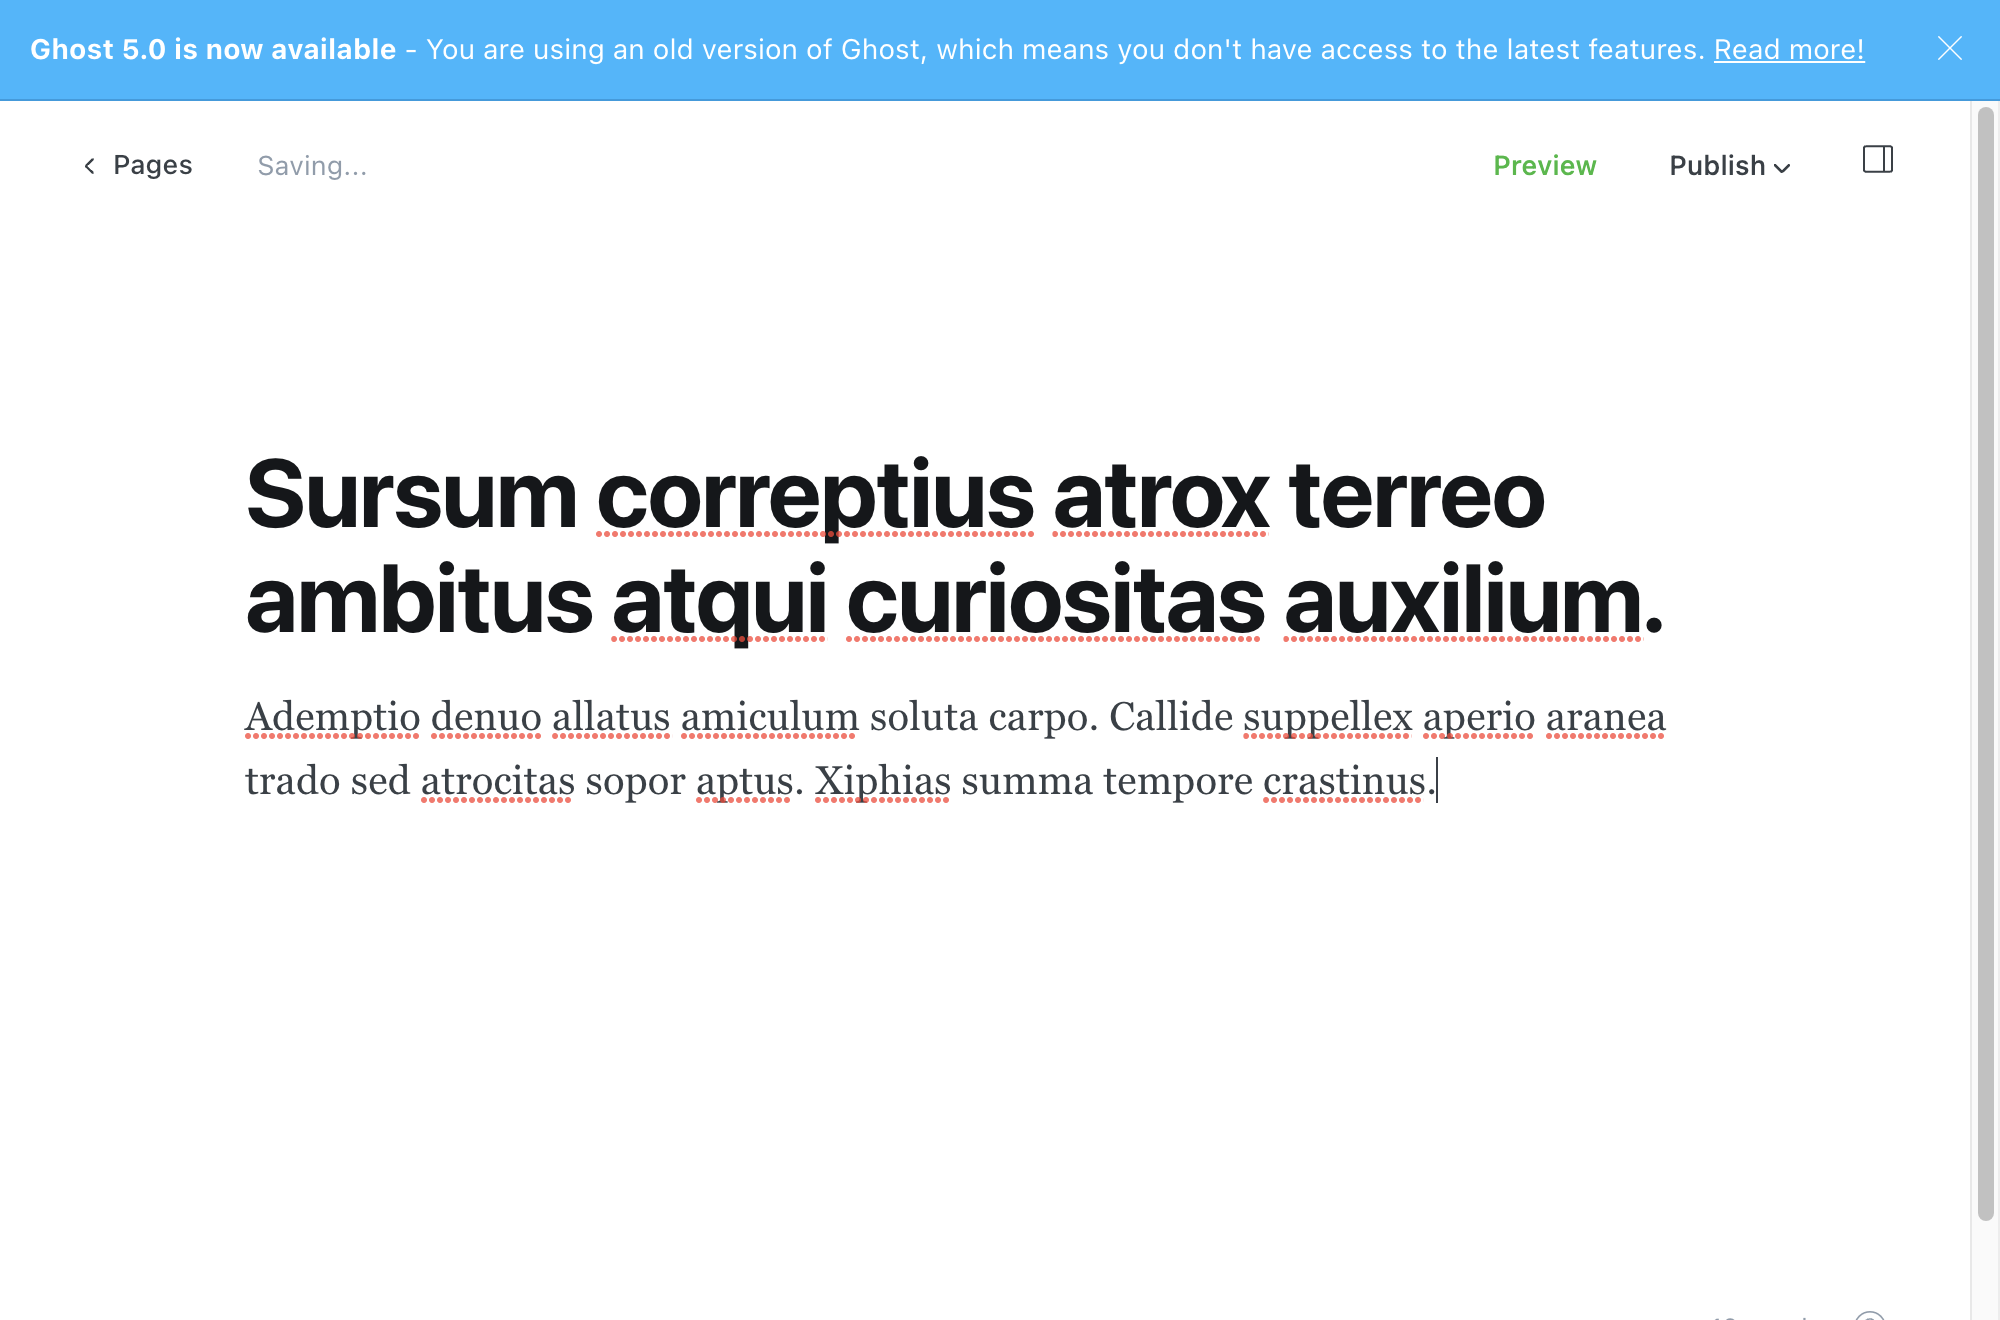 Ghost 5.0 is now available - You are using an old version of Ghost, which means you don't have access to the latest features. Read more!
Pages
Saving...
Preview
Publish
Sursum correptius atrox terreo
ambitus atqui curiositas auxilium.
Ademptio denuo allatus amiculum soluta carpo. Callide suppellex aperio aranea
trado sed atrocitas sopor aptus. Xiphias summa tempore crastinus.